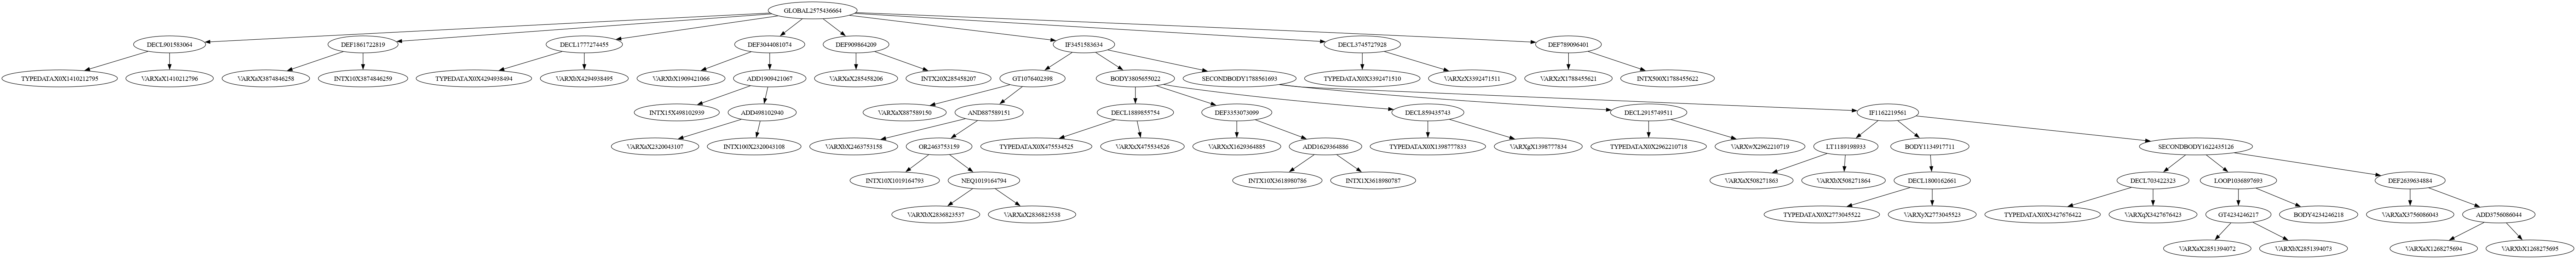 GLOBAL2575436664
DECL901583064
DEF1861722819
DECL1777274455
DEF3044081074
DEF909864209
IF3451583634
DECL3745727928
DEF789096401
TYPEDATAX0X1410212795
VARXaX1410212796
VARXaX3874846258
INTX10X3874846259
TYPEDATAX0X4294938494
VARXbX4294938495
VARXbX1909421066
ADD1909421067
VARXaX285458206
INTX20X285458207
GT1076402398
BODY3805655022
SECONDBODY1788561693
TYPEDATAX0X3392471510
VARXzX3392471511
VARXzX1788455621
INTX500X1788455622
INTX15X498102939
ADD498102940
VARXaX887589150
AND887589151
DECL1889855754
DEF3353073099
DECL859435743
DECL2915749511
IF1162219561
VARXaX2320043107
INTX100X2320043108
VARXbX2463753158
OR2463753159
TYPEDATAX0X475534525
VARXxX475534526
VARXxX1629364885
ADD1629364886
TYPEDATAX0X1398777833
VARXgX1398777834
TYPEDATAX0X2962210718
VARXwX2962210719
LT1189198933
BODY1134917711
SECONDBODY1622435126
INTX10X1019164793
NEQ1019164794
INTX10X3618980786
INTX1X3618980787
VARXaX508271863
VARXbX508271864
DECL1800162661
DECL703422323
LOOP1036897693
DEF2639634884
VARXbX2836823537
VARXaX2836823538
TYPEDATAX0X2773045522
VARXyX2773045523
TYPEDATAX0X3427676422
VARXqX3427676423
GT4234246217
BODY4234246218
VARXaX3756086043
ADD3756086044
VARXaX2851394072
VARXbX2851394073
VARXaX1268275694
VARXbX1268275695